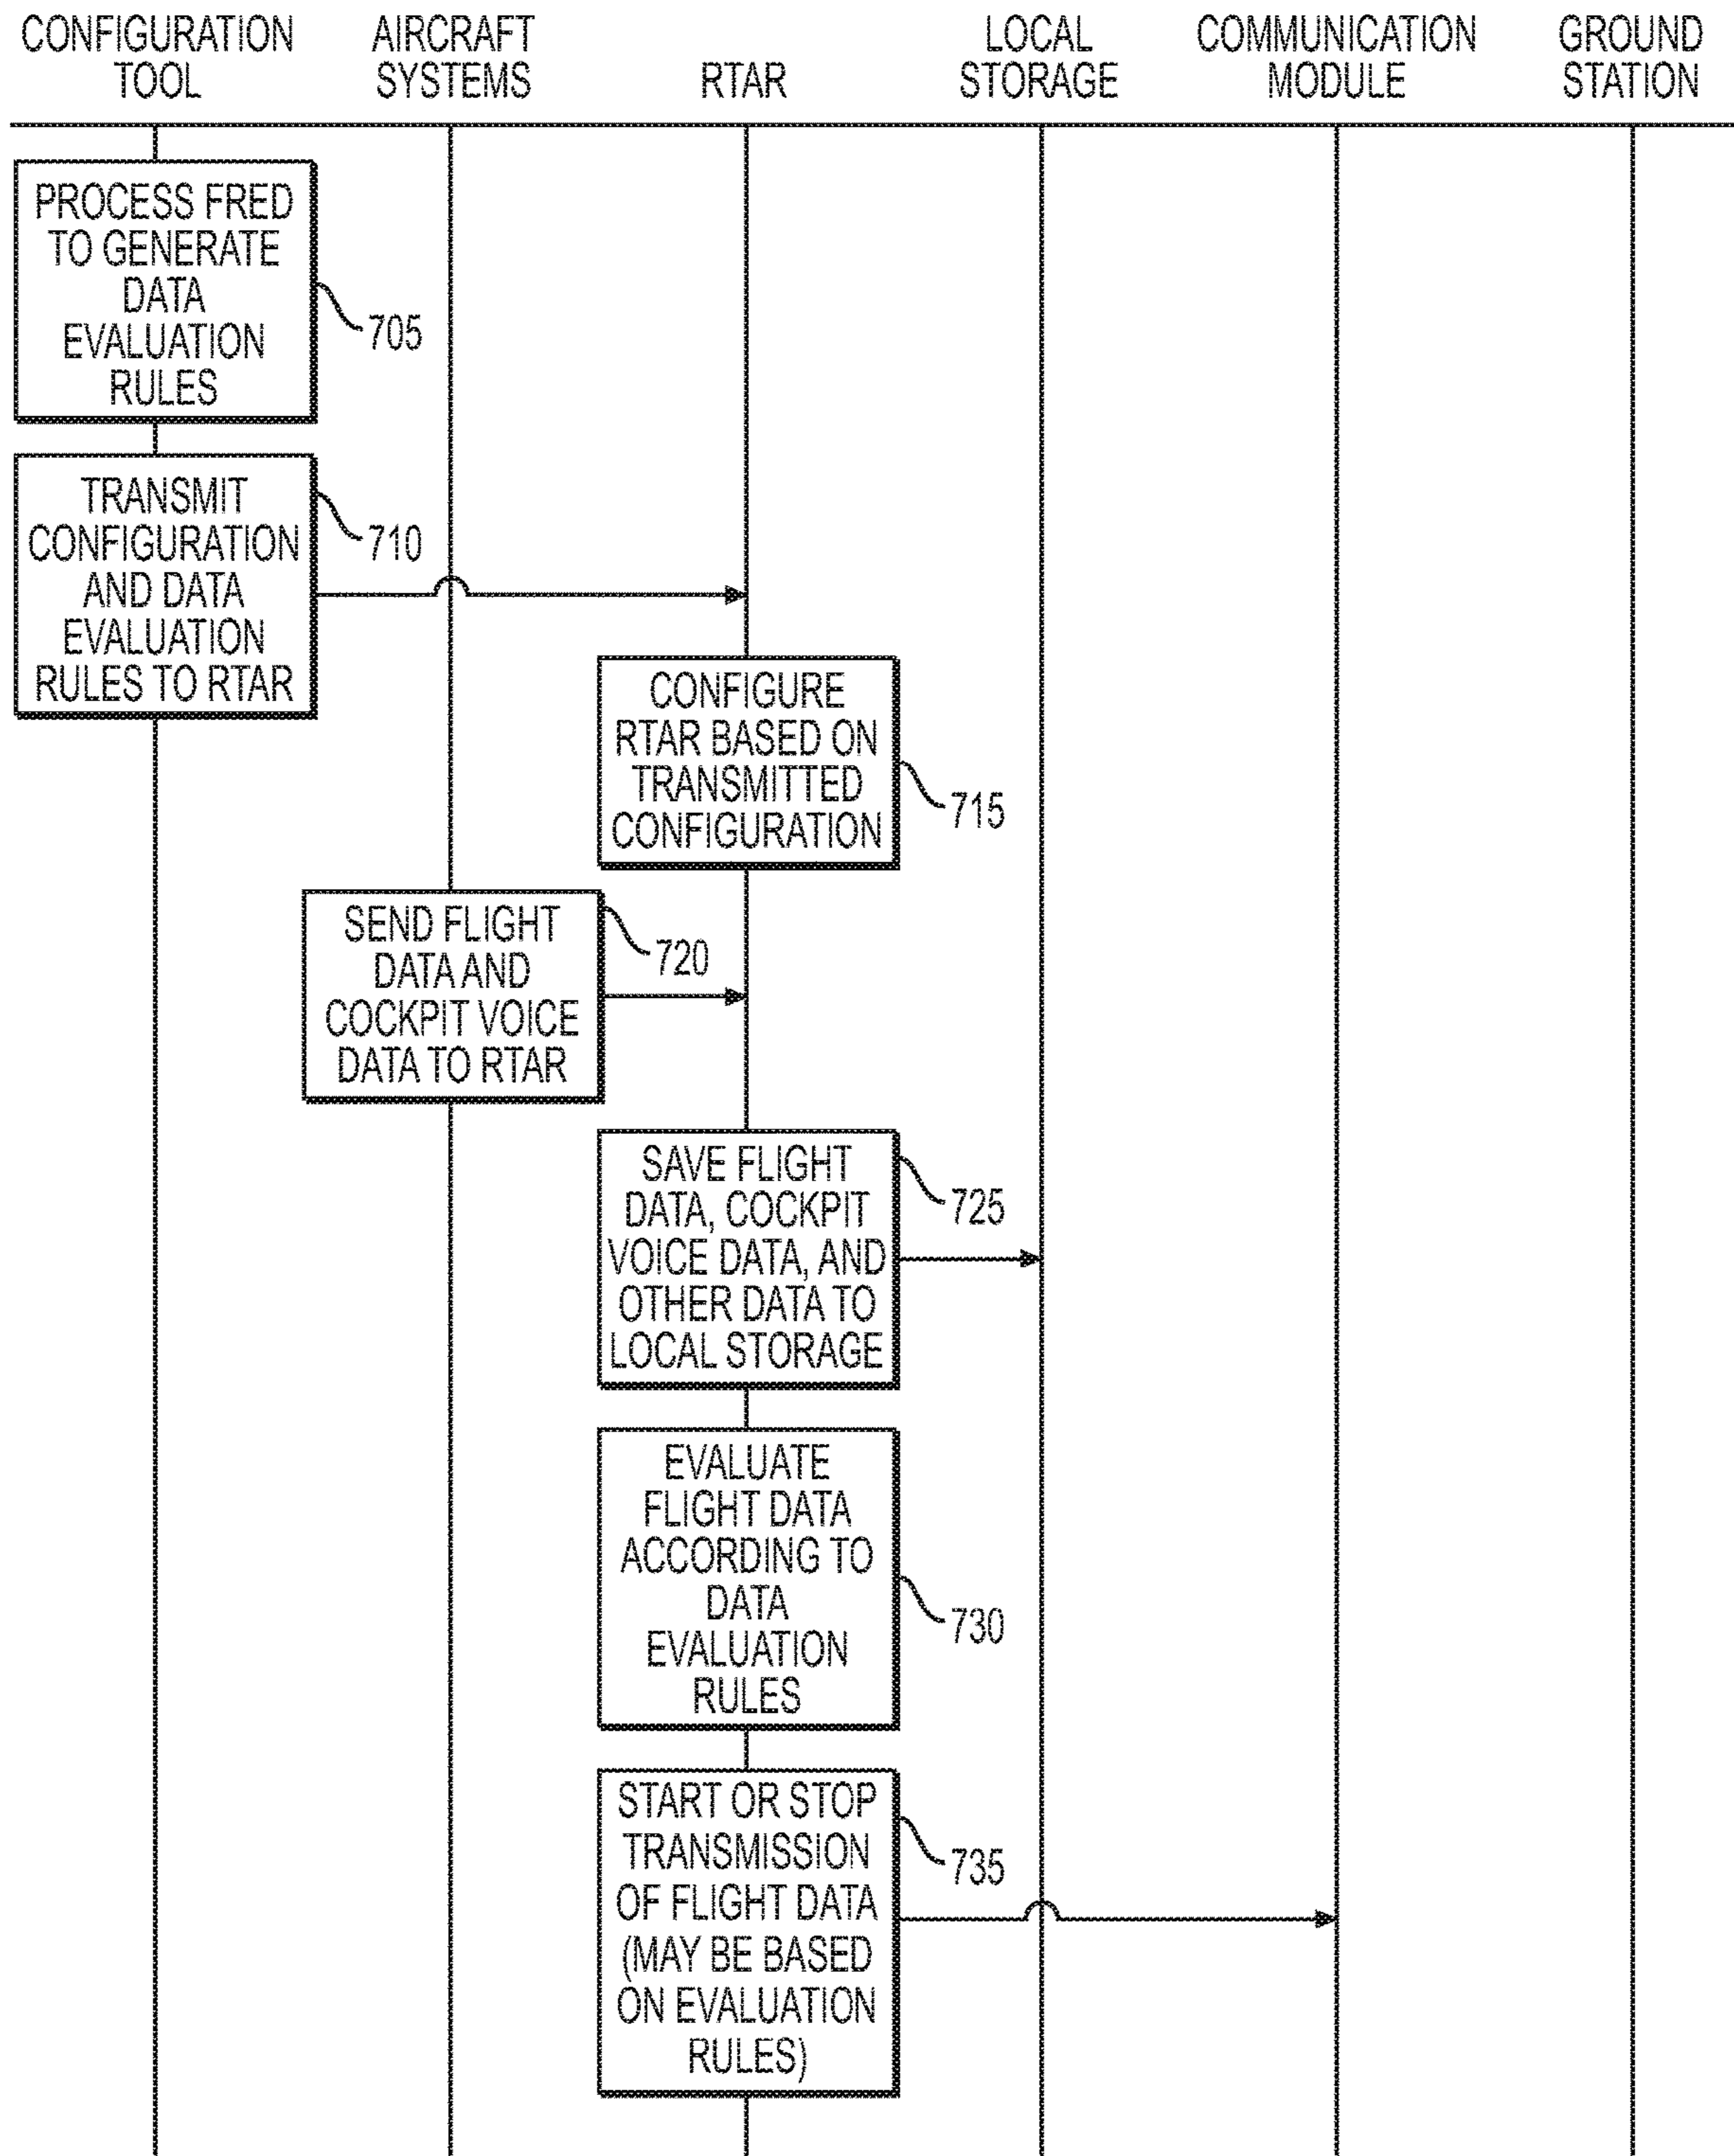 CONFIGURATION
TOOL
AIRCRAFT
SYSTEMS
RTAR
LOCAL
STORAGE
COMMUNICATION
MODULE
GROUND
STATION
PROCESS FRED
TO GENERATE
DATA
EVALUATION
RULES
705
TRANSMIT
CONFIGURATION
AND DATA
EVALUATION
RULES TO RTAR
710
CONFIGURE
RTAR BASED ON
TRANSMITTED
CONFIGURATION
715
SEND FLIGHT
DATA AND
COCKPIT VOICE
DATA TO RTAR
720
SAVE FLIGHT
DATA, COCKPIT
VOICE DATA, AND
OTHER DATA TO
LOCAL STORAGE
725
EVALUATE
FLIGHT DATA
ACCORDING TO
DATA
EVALUATION
RULES
730
START OR STOP
TRANSMISSION
OF FLIGHT DATA
(MAY BE BASED
ON EVALUATION
RULES)
735